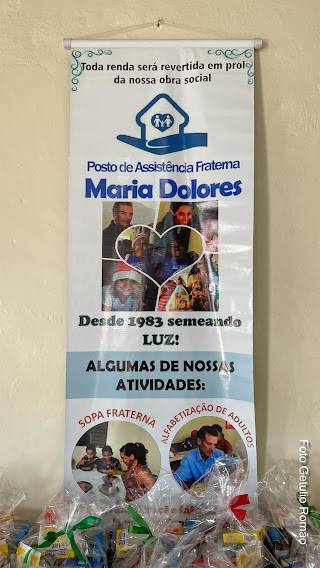 Toda renda será revertida em prol
da nossa obra social
Posto de Assistência Fraterna
Maria Dolores
Desde 1983 semeando
LUZ!
ALGUMAS DE NOSSAS
ATIVIDADES:
SOPA FRATERNA
ALFABETIZAÇÃO DE ADULTOS
Foto Getulio Romão